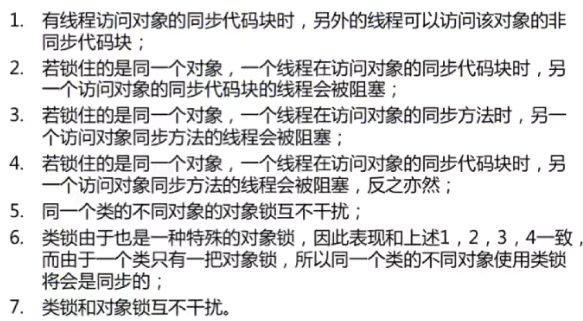 1. 有线程访问对象的同步代码块时，另外的线程可以访问该对象的非
同步代码块；
2. 若锁住的是同一个对象，一个线程在访问对象的同步代码块时，另
一个访问对象的同步代码块的线程会被阻塞；
3. 若锁住的是同一个对象，一个线程在访问对象的同步方法时，另一
个访问对象同步方法的线程会被阻塞；
4. 若锁住的是同一个对象，一个线程在访问对象的同步代码块时，另
一个访问对象同步方法的线程会被阻塞，反之亦然；
5. 同一个类的不同对象的对象锁互不干扰；
6. 类锁由于也是一种特殊的对象锁，因此表现和上述1，2，3，4一致，
而由于一个类只有一把对象锁，所以同一个类的不同对象使用类锁
将会是同步的；
7. 类锁和对象锁互不干扰。